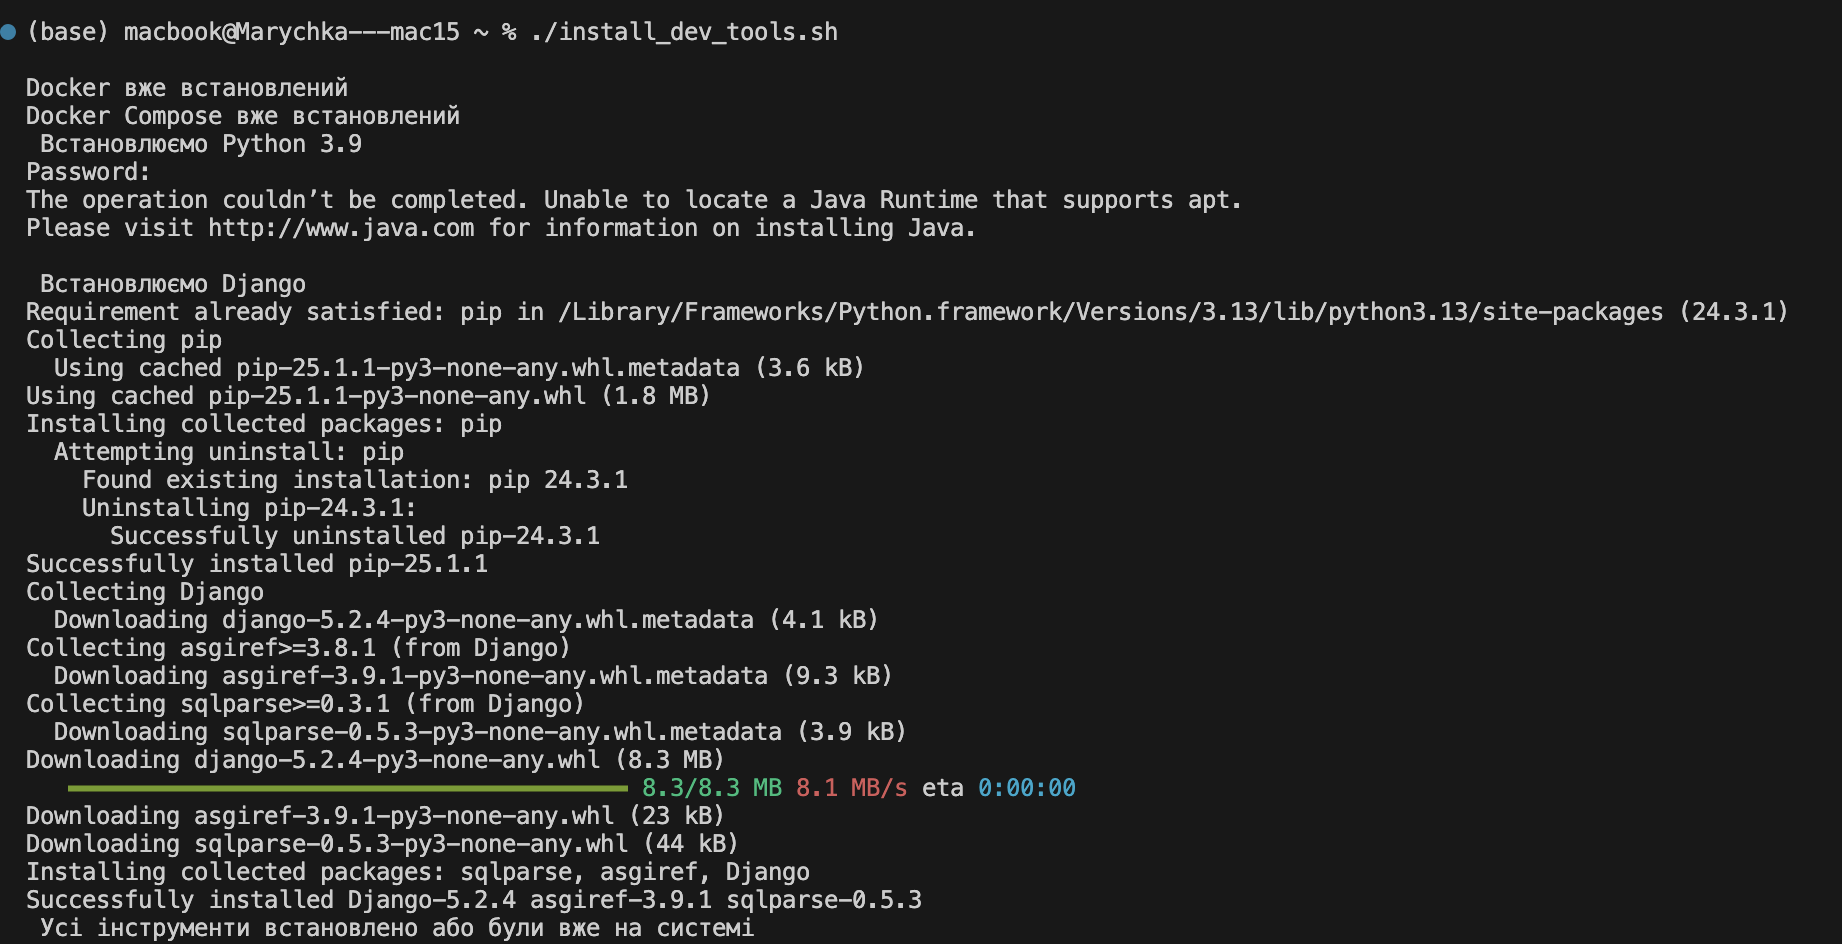 (base) macbook@Marychka---mac15 ~ % ./install_dev_tools.sh
Docker вже встановлений
Docker Compose вже встановлений
Встановлюємо Python 3.9
Password:
The operation couldn’t be completed. Unable to locate a Java Runtime that supports apt.
Please visit http://www.java.com for information on installing Java.
Встановлюємо Django
Requirement already satisfied: pip in /Library/Frameworks/Python.framework/Versions/3.13/lib/python3.13/site-packages (24.3.1)
Collecting pip
Using cached pip-25.1.1-py3-none-any.whl.metadata (3.6 kB)
Using cached pip-25.1.1-py3-none-any.whl (1.8 MB)
Installing collected packages: pip
Attempting uninstall: pip
Found existing installation: pip 24.3.1
Uninstalling pip-24.3.1:
Successfully uninstalled pip-24.3.1
Successfully installed pip-25.1.1
Collecting Django
Downloading django-5.2.4-py3-none-any.whl.metadata (4.1 kB)
Collecting asgiref>=3.8.1 (from Django)
Downloading asgiref-3.9.1-py3-none-any.whl.metadata (9.3 kB)
Collecting sqlparse>=0.3.1 (from Django)
Downloading sqlparse-0.5.3-py3-none-any.whl.metadata (3.9 kB)
Downloading django-5.2.4-py3-none-any.whl (8.3 MB)
8.3/8.3 MB 8.1 MB/s eta 0:00:00
Downloading asgiref-3.9.1-py3-none-any.whl (23 kB)
Downloading sqlparse-0.5.3-py3-none-any.whl (44 kB)
Installing collected packages: sqlparse, asgiref, Django
Successfully installed Django-5.2.4 asgiref-3.9.1 sqlparse-0.5.3
Усі інструменти встановлено або були вже на системі